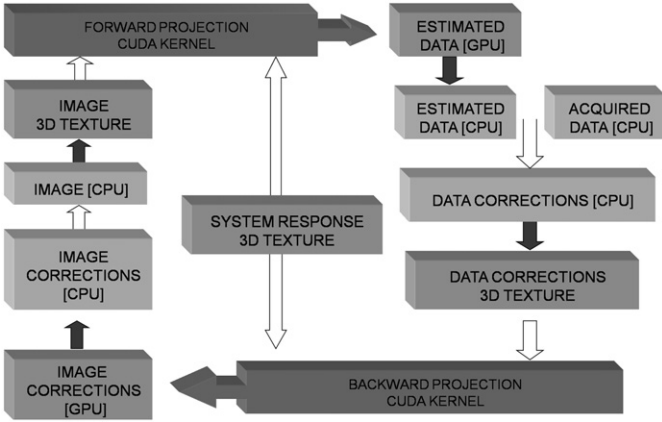 FORWARD PROJECTION
CUDA KERNEL
ESTIMATED
DATA [GPU]
IMAGE
3D TEXTURE
ESTIMATED
DATA [CPU]
ACQUIRED
DATA [CPU]
IMAGE [CPU]
DATA CORRECTIONS [CPU]
SYSTEM RESPONSE
3D TEXTURE
IMAGE
CORRECTIONS
[CPU]
DATA CORRECTIONS
3D TEXTURE
IMAGE
CORRECTIONS
[GPU]
BACKWARD PROJECTION
CUDA KERNEL